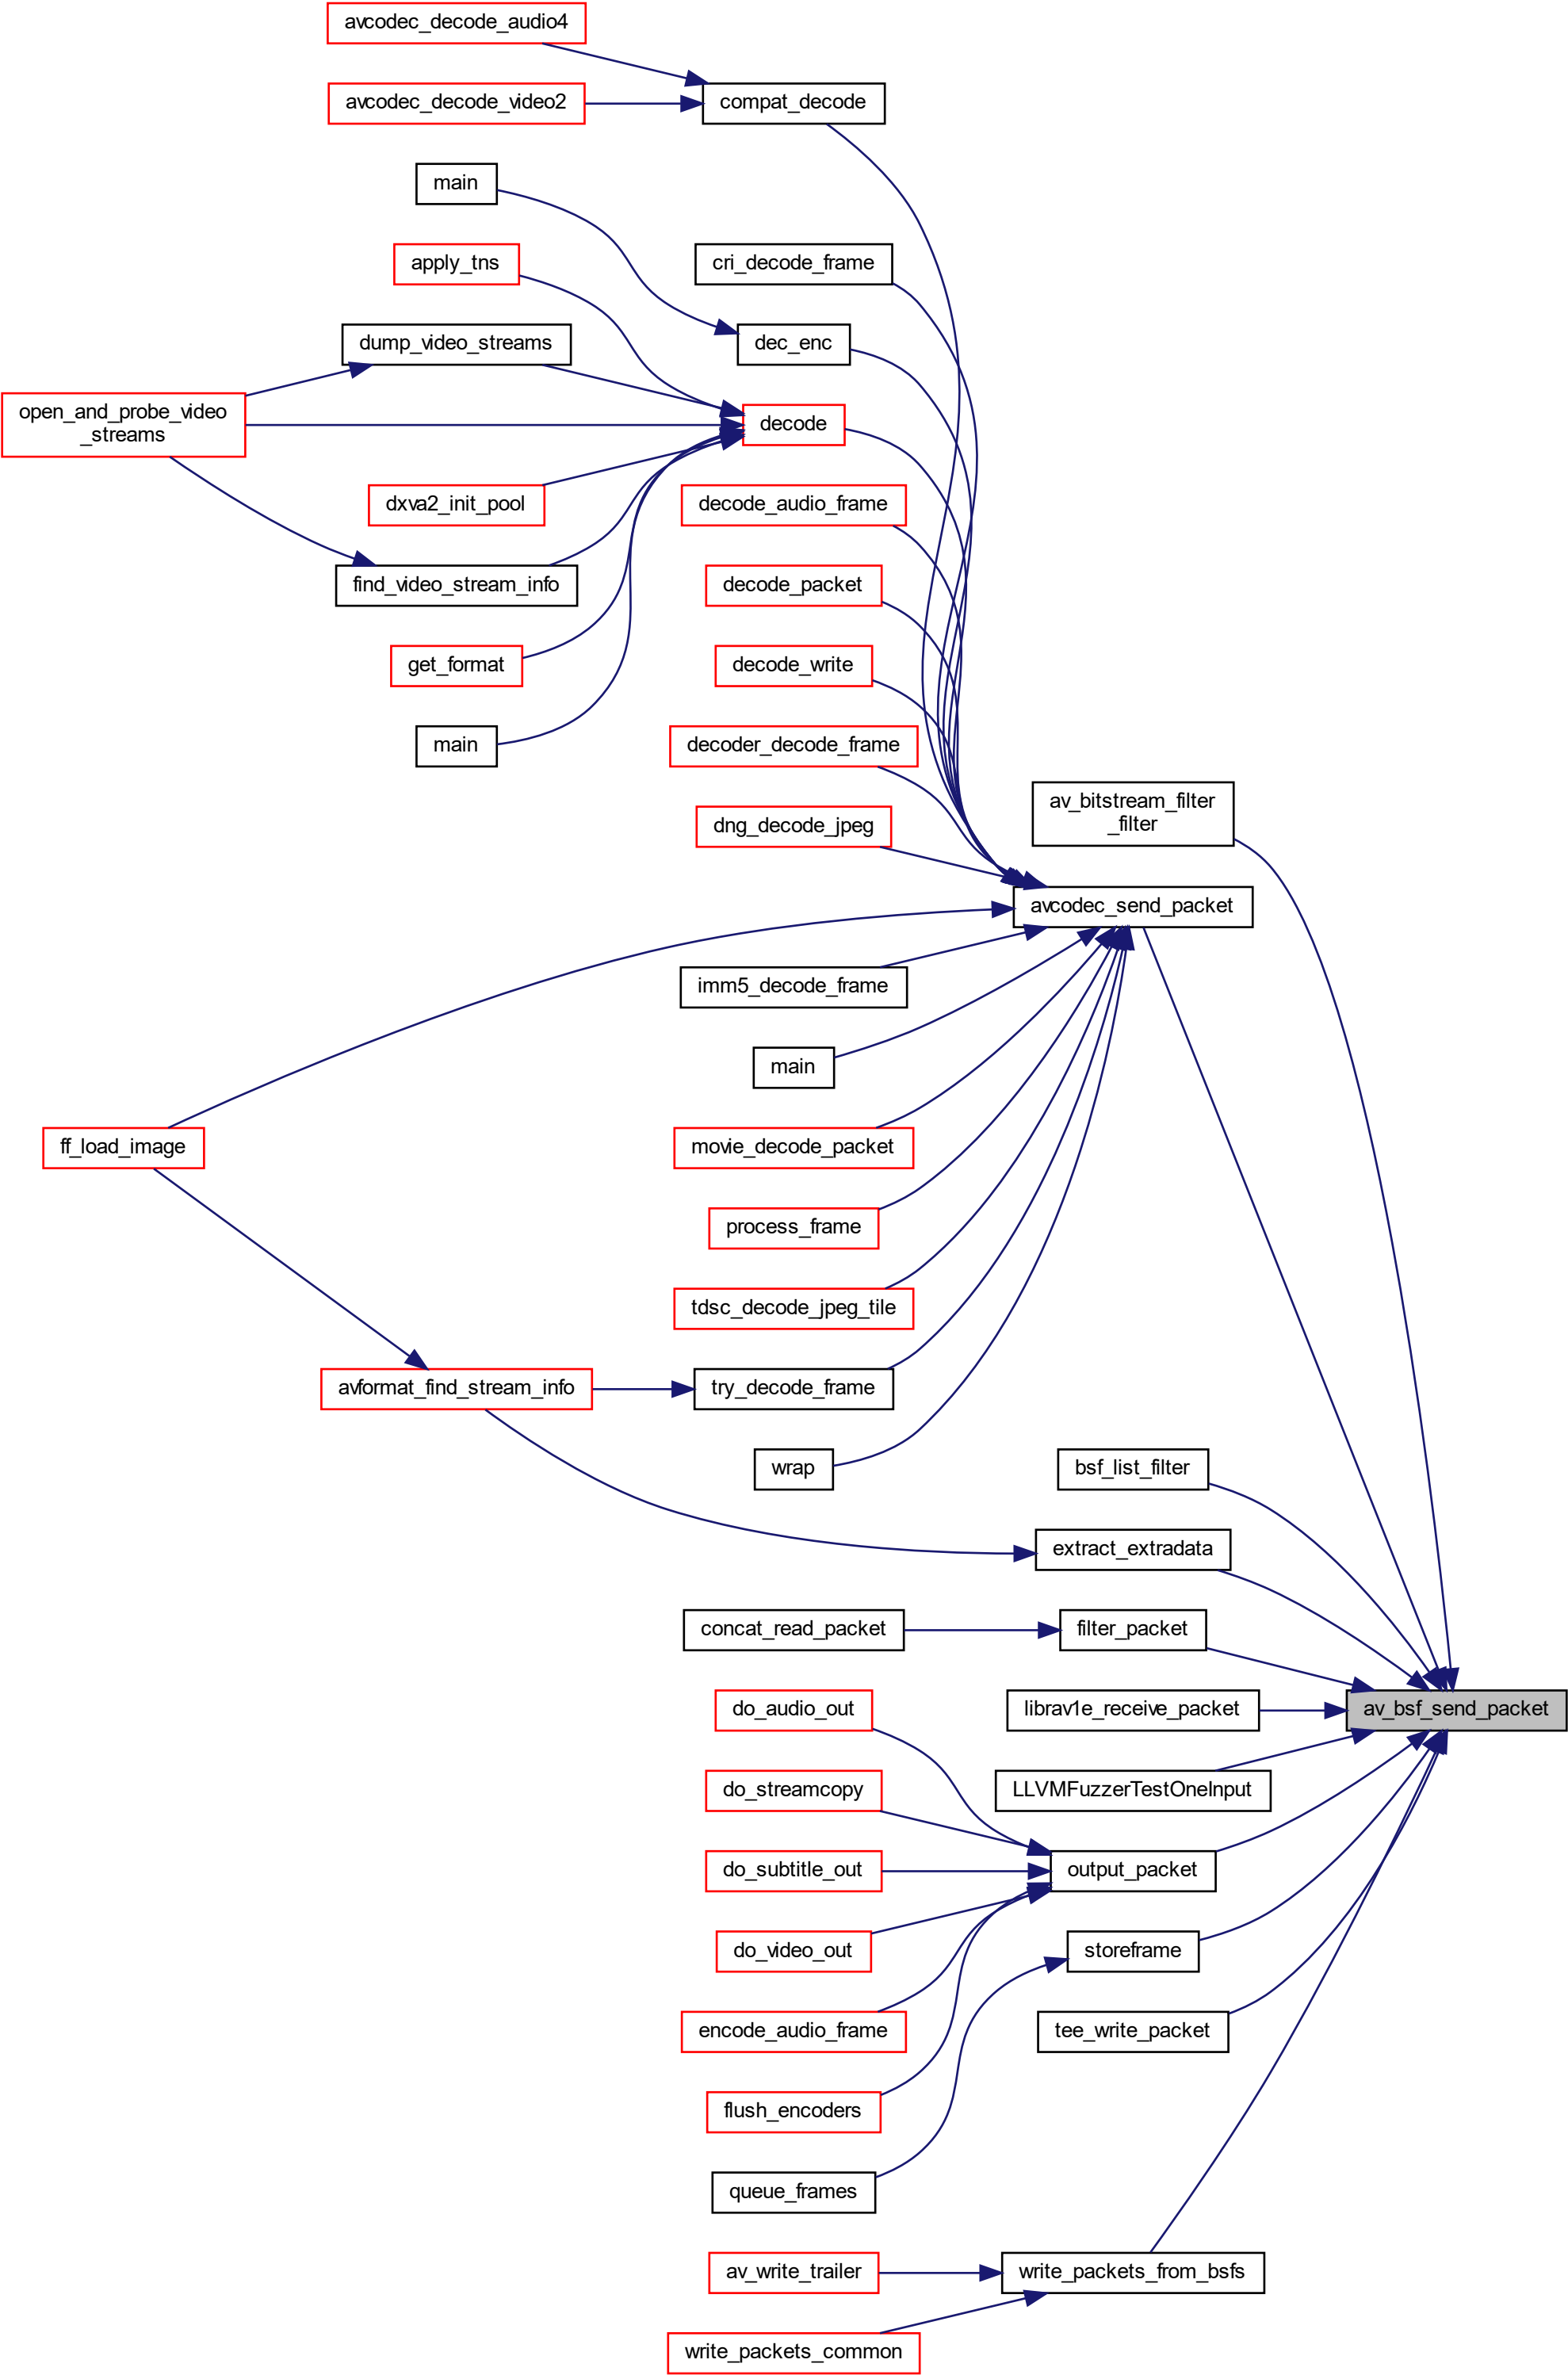 avcodec_decode_audio4
avcodec_decode_video2
compat_decode
main
apply_tns
cri_decode_frame
dump_video_streams
dec_enc
open_and_probe_video
_streams
decode
dxva2_init_pool
decode_audio_frame
find_video_stream_info
decode_packet
get_format
decode_write
main
decoder_decode_frame
av_bitstream_filter
_filter
dng_decode_jpeg
avcodec_send_packet
imm5_decode_frame
main
ff_load_image
movie_decode_packet
process_frame
tdsc_decode_jpeg_tile
avformat_find_stream_info
try_decode_frame
wrap
bsf_list_filter
extract_extradata
concat_read_packet
filter_packet
do_audio_out
librav1e_receive_packet
av_bsf_send_packet
do_streamcopy
LLVMFuzzerTestOneInput
do_subtitle_out
output_packet
do_video_out
storeframe
encode_audio_frame
tee_write_packet
flush_encoders
queue_frames
av_write_trailer
write_packets_from_bsfs
write_packets_common